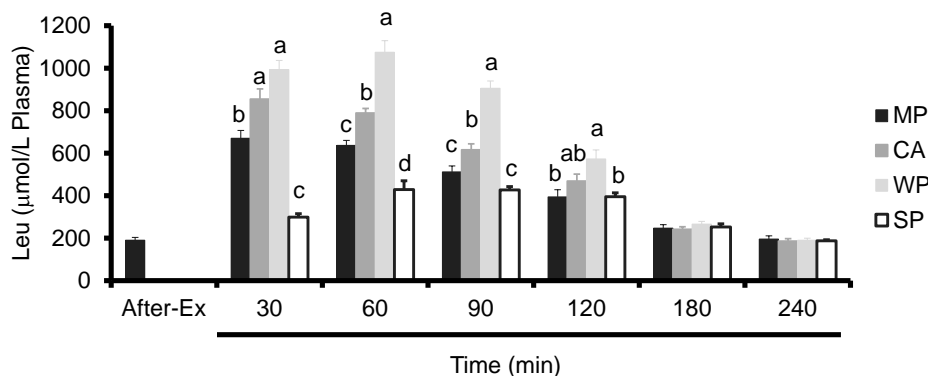 1200
1000
800
600
400
200
0
Leu (μmol/L Plasma)
b a a c
c b a d
c b a c
b ab a b
MP
CA
WP
SP
After-Ex 30 60 90 120 180 240
Time (min)